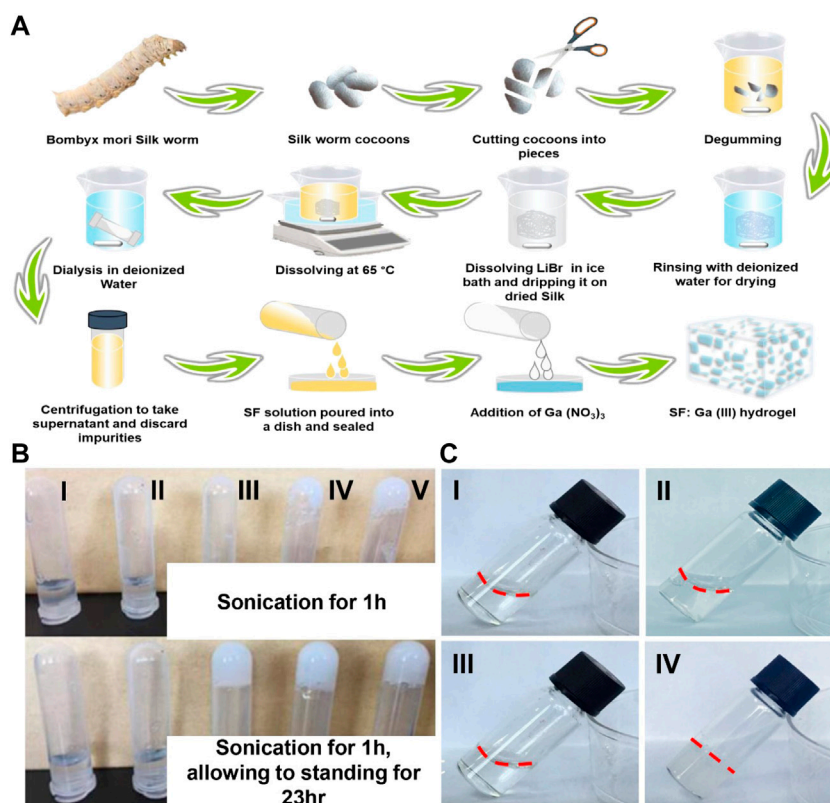 A
Bombyx mori Silk worm
Silk worm cocoons
Cutting cocoons into
pieces
Degumming
Dialysis in deionized
Water
Dissolving at 65 °C
Dissolving LiBr in ice
bath and dripping it on
dried Silk
Rinsing with deionized
water for drying
Centrifugation to take
supernatant and discard
impurities
SF solution poured into
a dish and sealed
Addition of Ga (NO₃)₃
SF: Ga (III) hydrogel
B
I II III IV V
Sonication for 1h
Sonication for 1h,
allowing to standing for
23hr
C
I
II
III
IV